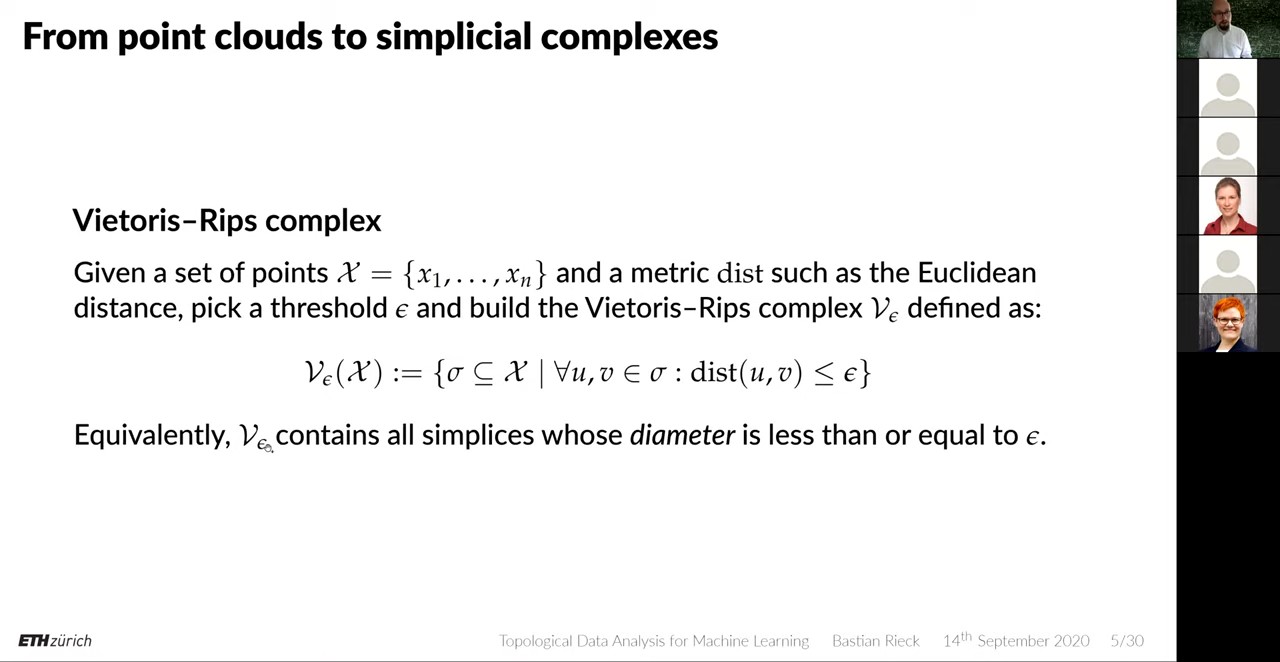 From point clouds to simplicial complexes
Vietoris–Rips complex
Given a set of points 𝒳 = {x₁, . . . , xₙ} and a metric dist such as the Euclidean
distance, pick a threshold ϵ and build the Vietoris–Rips complex 𝒱ϵ defined as:
𝒱ϵ(𝒳) := {σ ⊆ 𝒳 | ∀u, v ∈ σ : dist(u, v) ≤ ϵ}
Equivalently, 𝒱ϵ contains all simplices whose diameter is less than or equal to ϵ.
ETH zürich Topological Data Analysis for Machine Learning Bastian Rieck 14th September 2020 5/30